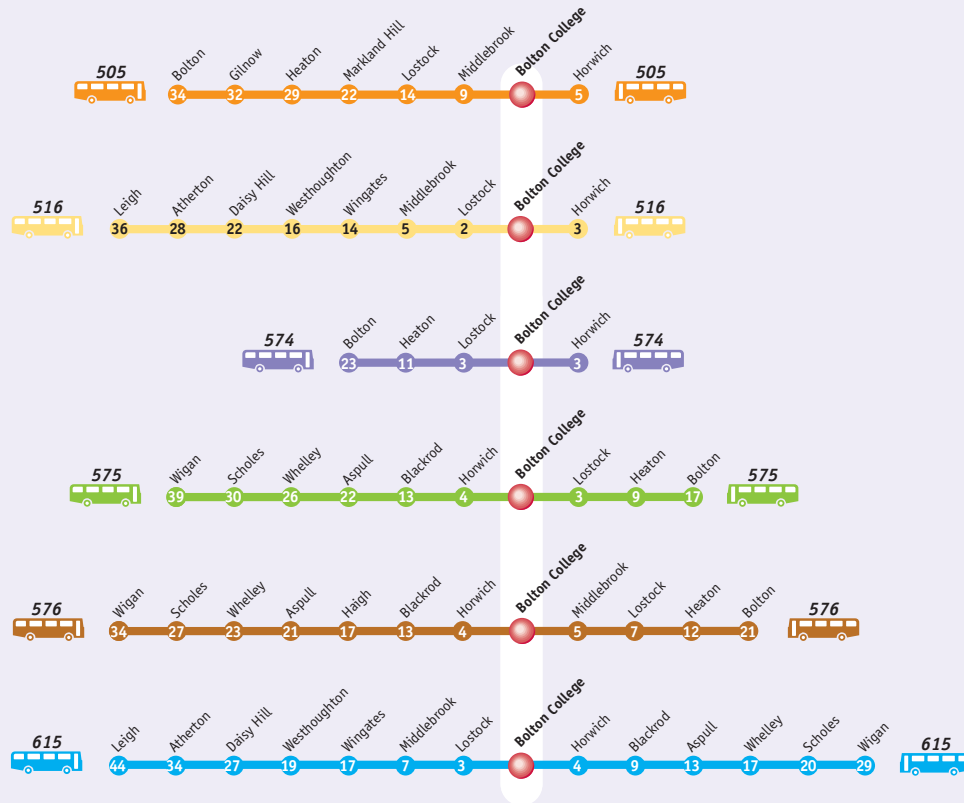 505
Bolton
Gilnow
Heaton
Markland Hill
Lostock
Middlebrook
Bolton College
Horwich
505
34 32 29 22 14 9 5
516
Leigh
Atherton
Daisy Hill
Westhoughton
Wingates
Middlebrook
Lostock
Bolton College
Horwich
516
36 28 22 16 14 5 2 3
574
Bolton
Heaton
Lostock
Bolton College
Horwich
574
23 11 3 3
575
Wigan
Scholes
Whelley
Aspull
Blackrod
Horwich
Bolton College
Lostock
Heaton
Bolton
575
39 30 26 22 13 4 3 9 17
576
Wigan
Scholes
Whelley
Aspull
Haigh
Blackrod
Horwich
Bolton College
Middlebrook
Lostock
Heaton
Bolton
576
34 27 23 21 17 13 4 5 7 12 21
615
Leigh
Atherton
Daisy Hill
Westhoughton
Wingates
Middlebrook
Lostock
Bolton College
Horwich
Blackrod
Aspull
Whelley
Scholes
Wigan
615
44 34 27 19 17 7 3 4 9 13 17 20 29